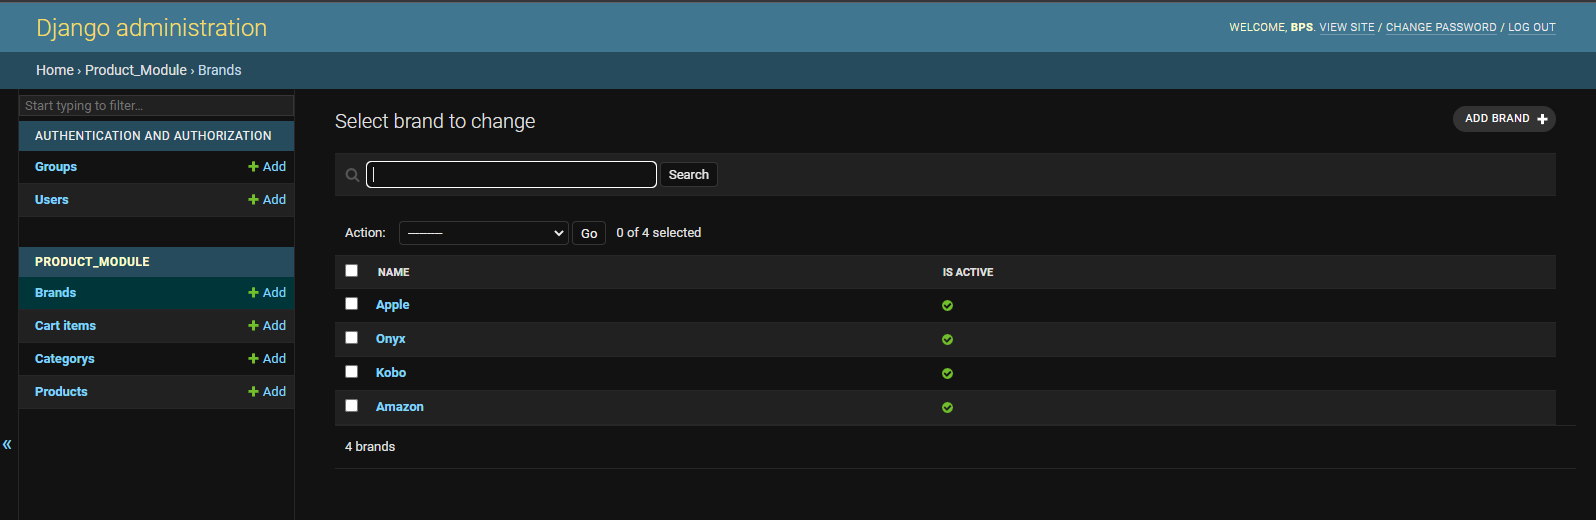 Django administration
WELCOME, BPS. VIEW SITE / CHANGE PASSWORD / LOG OUT
Home › Product_Module › Brands
Start typing to filter...
AUTHENTICATION AND AUTHORIZATION
Groups + Add
Users + Add
PRODUCT_MODULE
Brands + Add
Cart items + Add
Categorys + Add
Products + Add
«
Select brand to change
ADD BRAND +
Search
Action: --------- Go 0 of 4 selected
NAME IS ACTIVE
Apple
Onyx
Kobo
Amazon
4 brands